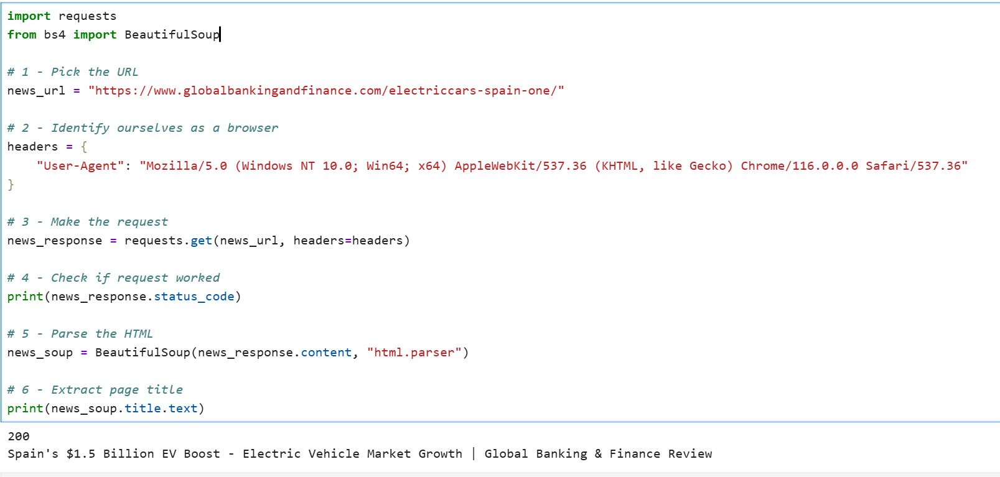 import requests
from bs4 import BeautifulSoup
# 1 - Pick the URL
news_url = "https://www.globalbankingandfinance.com/electriccars-spain-one/"
# 2 - Identify ourselves as a browser
headers = {
    "User-Agent": "Mozilla/5.0 (Windows NT 10.0; Win64; x64) AppleWebKit/537.36 (KHTML, like Gecko) Chrome/116.0.0.0 Safari/537.36"
}
# 3 - Make the request
news_response = requests.get(news_url, headers=headers)
# 4 - Check if request worked
print(news_response.status_code)
# 5 - Parse the HTML
news_soup = BeautifulSoup(news_response.content, "html.parser")
# 6 - Extract page title
print(news_soup.title.text)
200
Spain's $1.5 Billion EV Boost - Electric Vehicle Market Growth | Global Banking & Finance Review